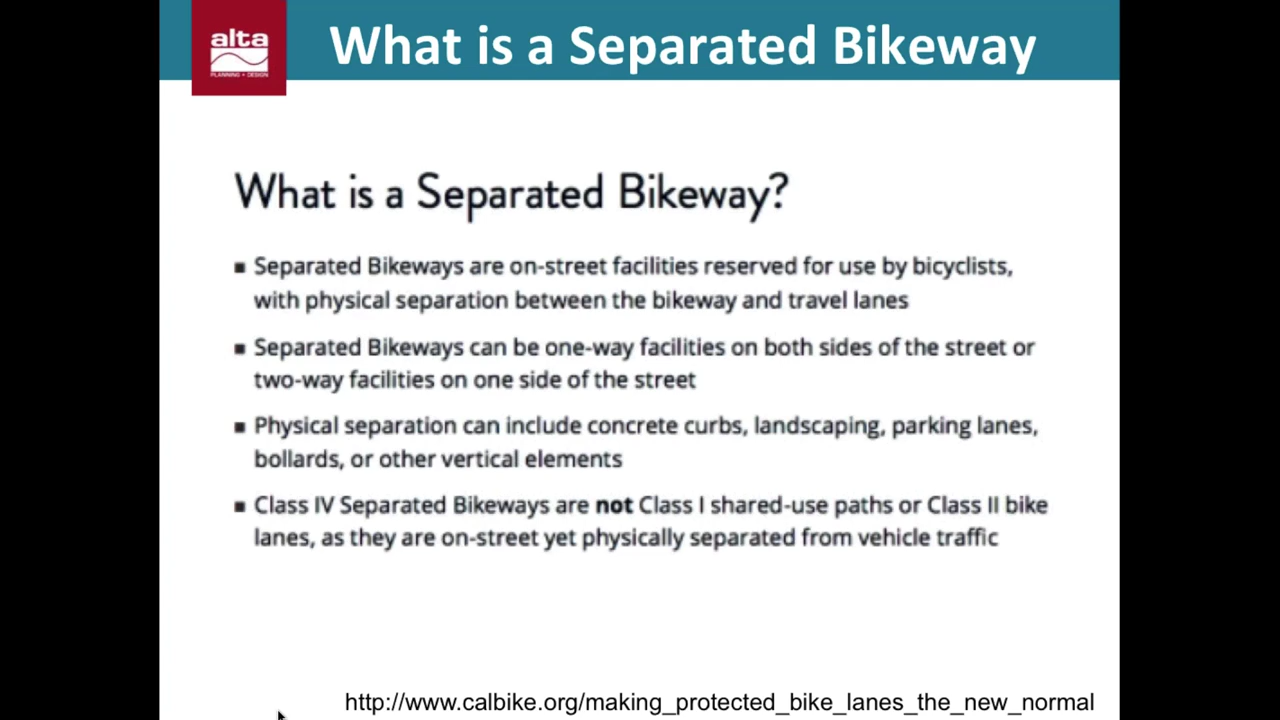 alta
PLANNING + DESIGN
What is a Separated Bikeway
What is a Separated Bikeway?
▪ Separated Bikeways are on-street facilities reserved for use by bicyclists,
with physical separation between the bikeway and travel lanes
▪ Separated Bikeways can be one-way facilities on both sides of the street or
two-way facilities on one side of the street
▪ Physical separation can include concrete curbs, landscaping, parking lanes,
bollards, or other vertical elements
▪ Class IV Separated Bikeways are not Class I shared-use paths or Class II bike
lanes, as they are on-street yet physically separated from vehicle traffic
http://www.calbike.org/making_protected_bike_lanes_the_new_normal